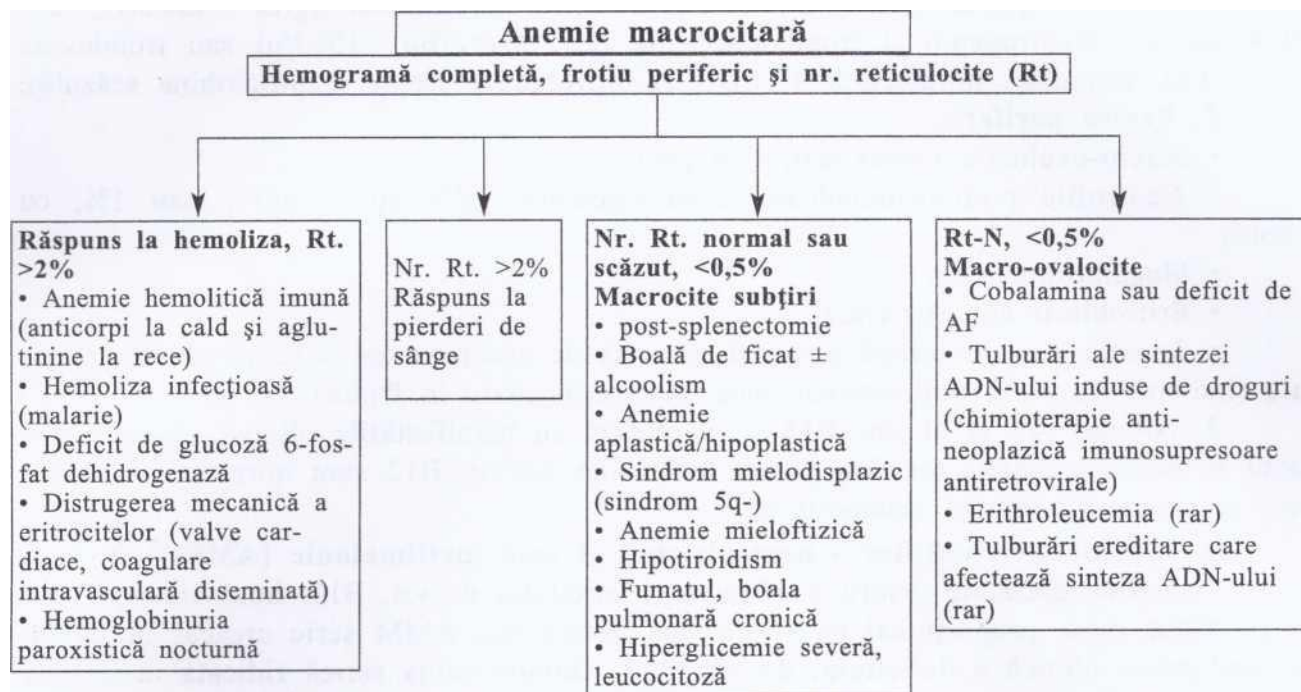 Anemie macrocitară
Hemogramă completă, frotiu periferic şi nr. reticulocite (Rt)
Răspuns la hemoliza, Rt.
>2%
• Anemie hemolitică imună
(anticorpi la cald şi aglu-
tinine la rece)
• Hemoliza infecţioasă
(malarie)
• Deficit de glucoză 6-fos-
fat dehidrogenază
• Distrugerea mecanică a
eritrocitelor (valve car-
diace, coagulare
intravasculară diseminată)
• Hemoglobinuria
paroxistică nocturnă
Nr. Rt. >2%
Răspuns la
pierderi de
sânge
Nr. Rt. normal sau
scăzut, <0,5%
Macrocite subţiri
• post-splenectomie
• Boală de ficat ±
alcoolism
• Anemie
aplastică/hipoplastică
• Sindrom mielodisplazic
(sindrom 5q-)
• Anemie mieloftizică
• Hipotiroidism
• Fumatul, boala
pulmonară cronică
• Hiperglicemie severă,
leucocitoză
Rt-N, <0,5%
Macro-ovalocite
• Cobalamina sau deficit de
AF
• Tulburări ale sintezei
ADN-ului induse de droguri
(chimioterapie anti-
neoplazică imunosupresoare
antiretrovirale)
• Erithroleucemia (rar)
• Tulburări ereditare care
afectează sinteza ADN-ului
(rar)